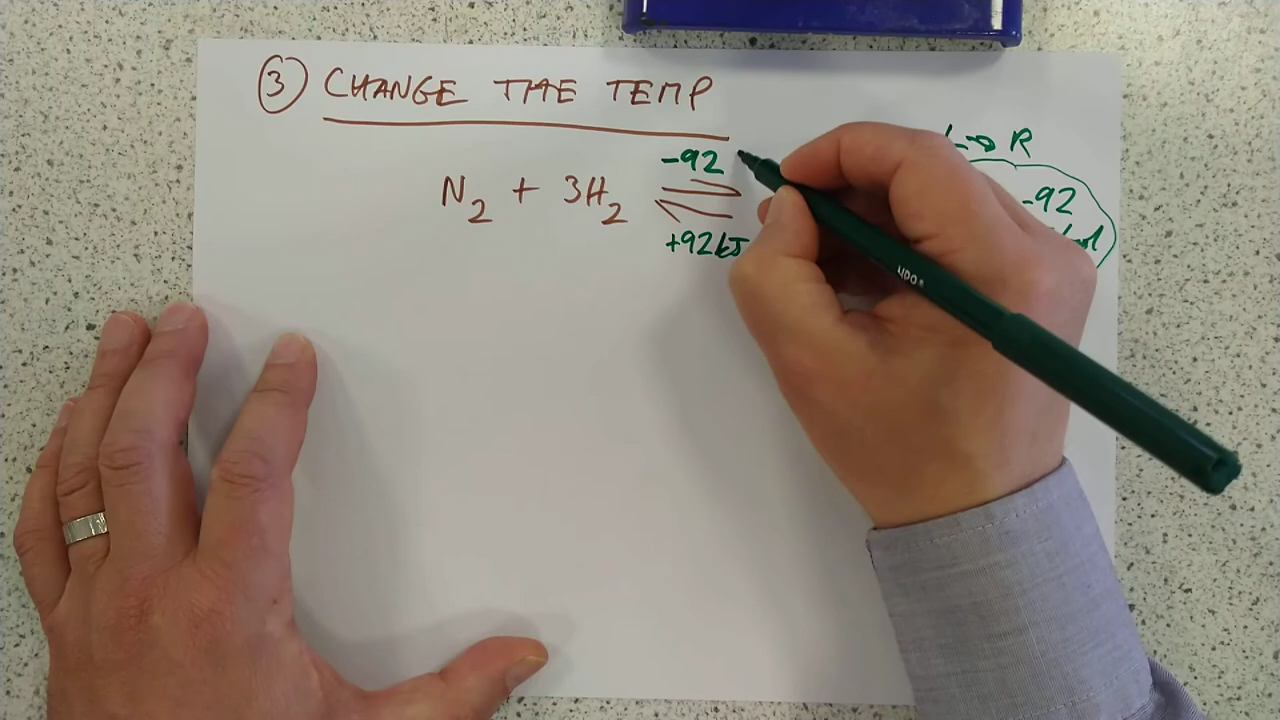 ③ CHANGE THE TEMP
L→R
-92
N₂ + 3H₂ ⇌
-92
+92kJ